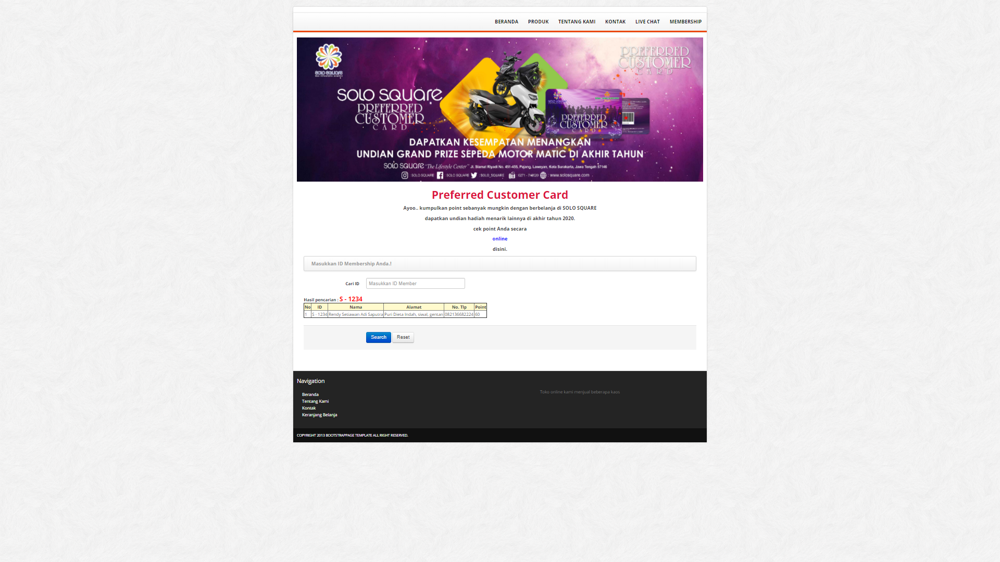 BERANDA PRODUK TENTANG KAMI KONTAK LIVE CHAT MEMBERSHIP
SOLO SQUARE
the lifestyle center
PREFERRED
CUSTOMER
CARD
SOLO SQUARE
PREFERRED
CUSTOMER
CARD
PREFERRED
CUSTOMER
CARD
DAPATKAN KESEMPATAN MENANGKAN
UNDIAN GRAND PRIZE SEPEDA MOTOR MATIC DI AKHIR TAHUN
SOLO SQUARE "The Lifestyle Center" Jl. Slamat Riyadi No. 451-455, Pajang, Laweyan, Kota Surakarta, Jawa Tengah 57146
: SOLO SQUARE : SOLO SQUARE : SOLO_SQUARE : www.solosquare.com
Preferred Customer Card
Ayoo.. kumpulkan point sebanyak mungkin dengan berbelanja di SOLO SQUARE
dapatkan undian hadiah menarik lainnya di akhir tahun 2020.
cek point Anda secara
online
disini.
Masukkan ID Membership Anda.!
Cari ID Masukkan ID Member
Hasil pencarian : S - 1234
No ID Nama Alamat No. Tlp Point
1 S - 1234 Rendy Setiawan Adi Saputra Puri Dieta Indah, siwal, gentan 082136682224 60
Search Reset
Navigation
Beranda
Tentang Kami
Kontak
Keranjang Belanja
Toko online kami menjual beberapa kaos
COPYRIGHT 2013 BOOTSTRAPPAGE TEMPLATE ALL RIGHT RESERVED.